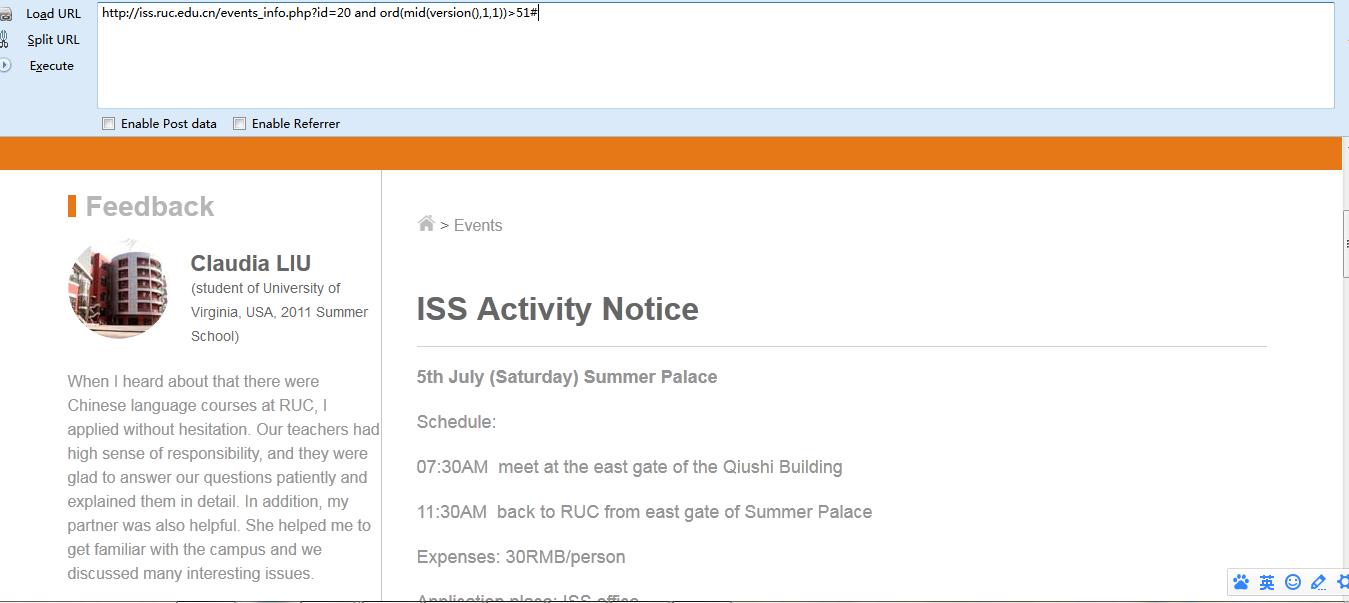 Load URL
http://iss.ruc.edu.cn/events_info.php?id=20 and ord(mid(version(),1,1))>51#
Split URL
Execute
Enable Post data
Enable Referrer
Feedback
Claudia LIU
(student of University of
Virginia, USA, 2011 Summer
School)
When I heard about that there were
Chinese language courses at RUC, I
applied without hesitation. Our teachers had
high sense of responsibility, and they were
glad to answer our questions patiently and
explained them in detail. In addition, my
partner was also helpful. She helped me to
get familiar with the campus and we
discussed many interesting issues.
> Events
ISS Activity Notice
5th July (Saturday) Summer Palace
Schedule:
07:30AM  meet at the east gate of the Qiushi Building
11:30AM  back to RUC from east gate of Summer Palace
Expenses: 30RMB/person
Application place: ISS office
英